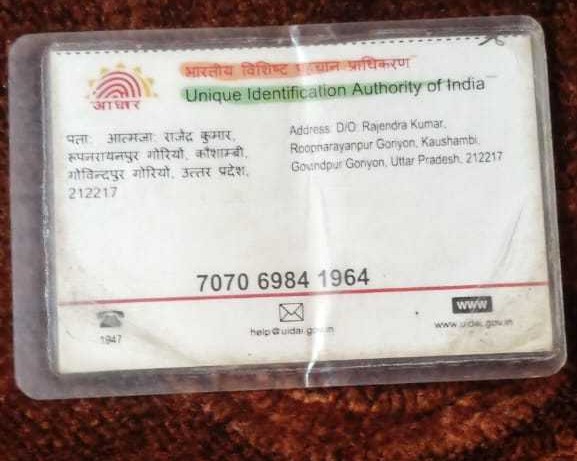 भारतीय विशिष्ट प्राधिकरण
Unique Identification Authority of India
आधार
पता: आत्मजा: राजेंद्र कुमार,
रूपनरायनपुर गोरियों, कौशाम्बी,
गोविन्दपुर गोरियो, उत्तर प्रदेश,
212217
Address: D/O: Rajendra Kumar,
Roopnarayanpur Goriyon, Kaushambi,
Govindpur Goriyon, Uttar Pradesh, 212217
7070 6984 1964
1947
help@uidai.gov.in
www
www.uidai.gov.in